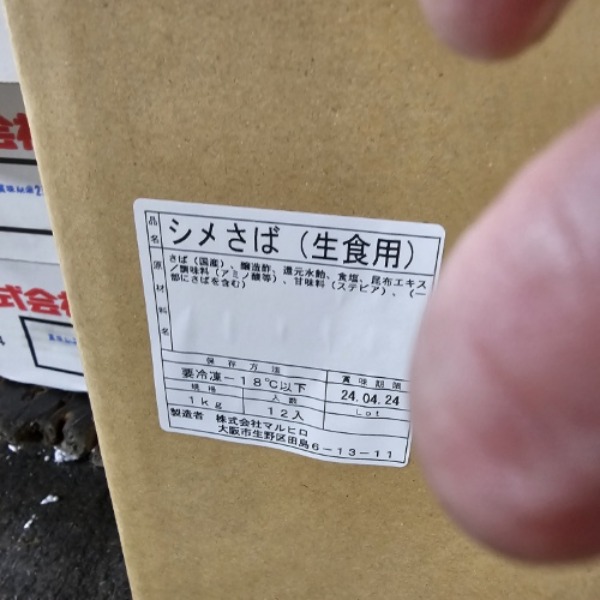 品名
シメさば(生食用)
原材料名
さば(国産)、醸造酢、還元水飴、食塩、昆布エキス
/調味料(アミノ酸等)、甘味料(ステビア)、(一
部にさばを含む)
保存方法
賞味期限
要冷凍-18℃以下
24.04.24
規格
入数
Lot
1kg
12入
製造者 株式会社マルヒロ
大阪市生野区田島6-13-11
会社
式会社